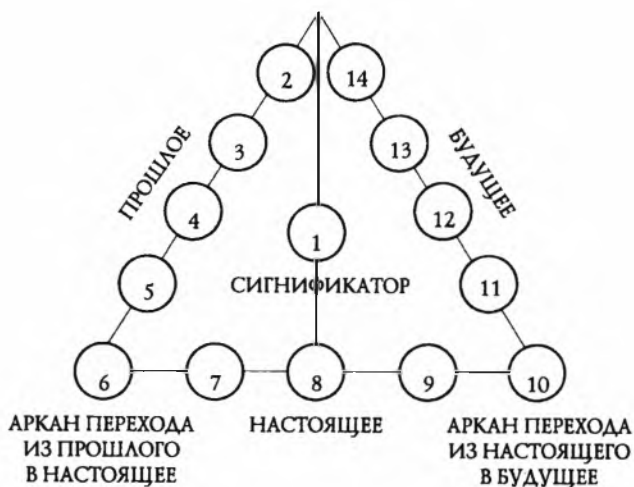 2
14
3
13
ПРОШЛОЕ
БУДУЩЕЕ
4
12
1
5
СИГНИФИКАТОР
11
6
7
8
9
10
АРКАН ПЕРЕХОДА
ИЗ ПРОШЛОГО
В НАСТОЯЩЕЕ
НАСТОЯЩЕЕ
АРКАН ПЕРЕХОДА
ИЗ НАСТОЯЩЕГО
В БУДУЩЕЕ